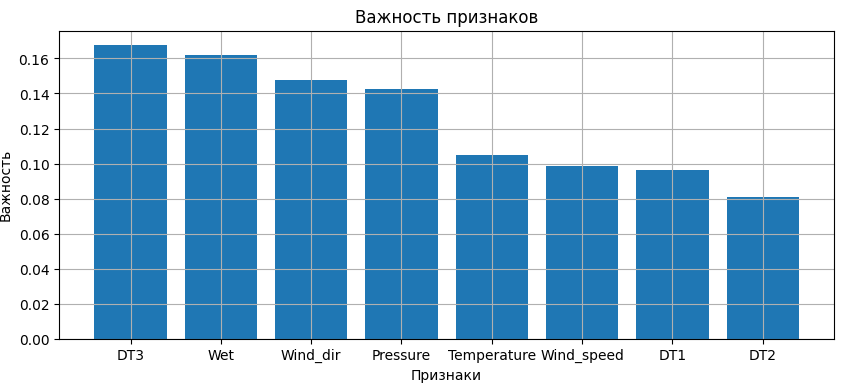 Важность признаков
Важность
0.16
0.14
0.12
0.10
0.08
0.06
0.04
0.02
0.00
DT3 Wet Wind_dir Pressure Temperature Wind_speed DT1 DT2
Признаки